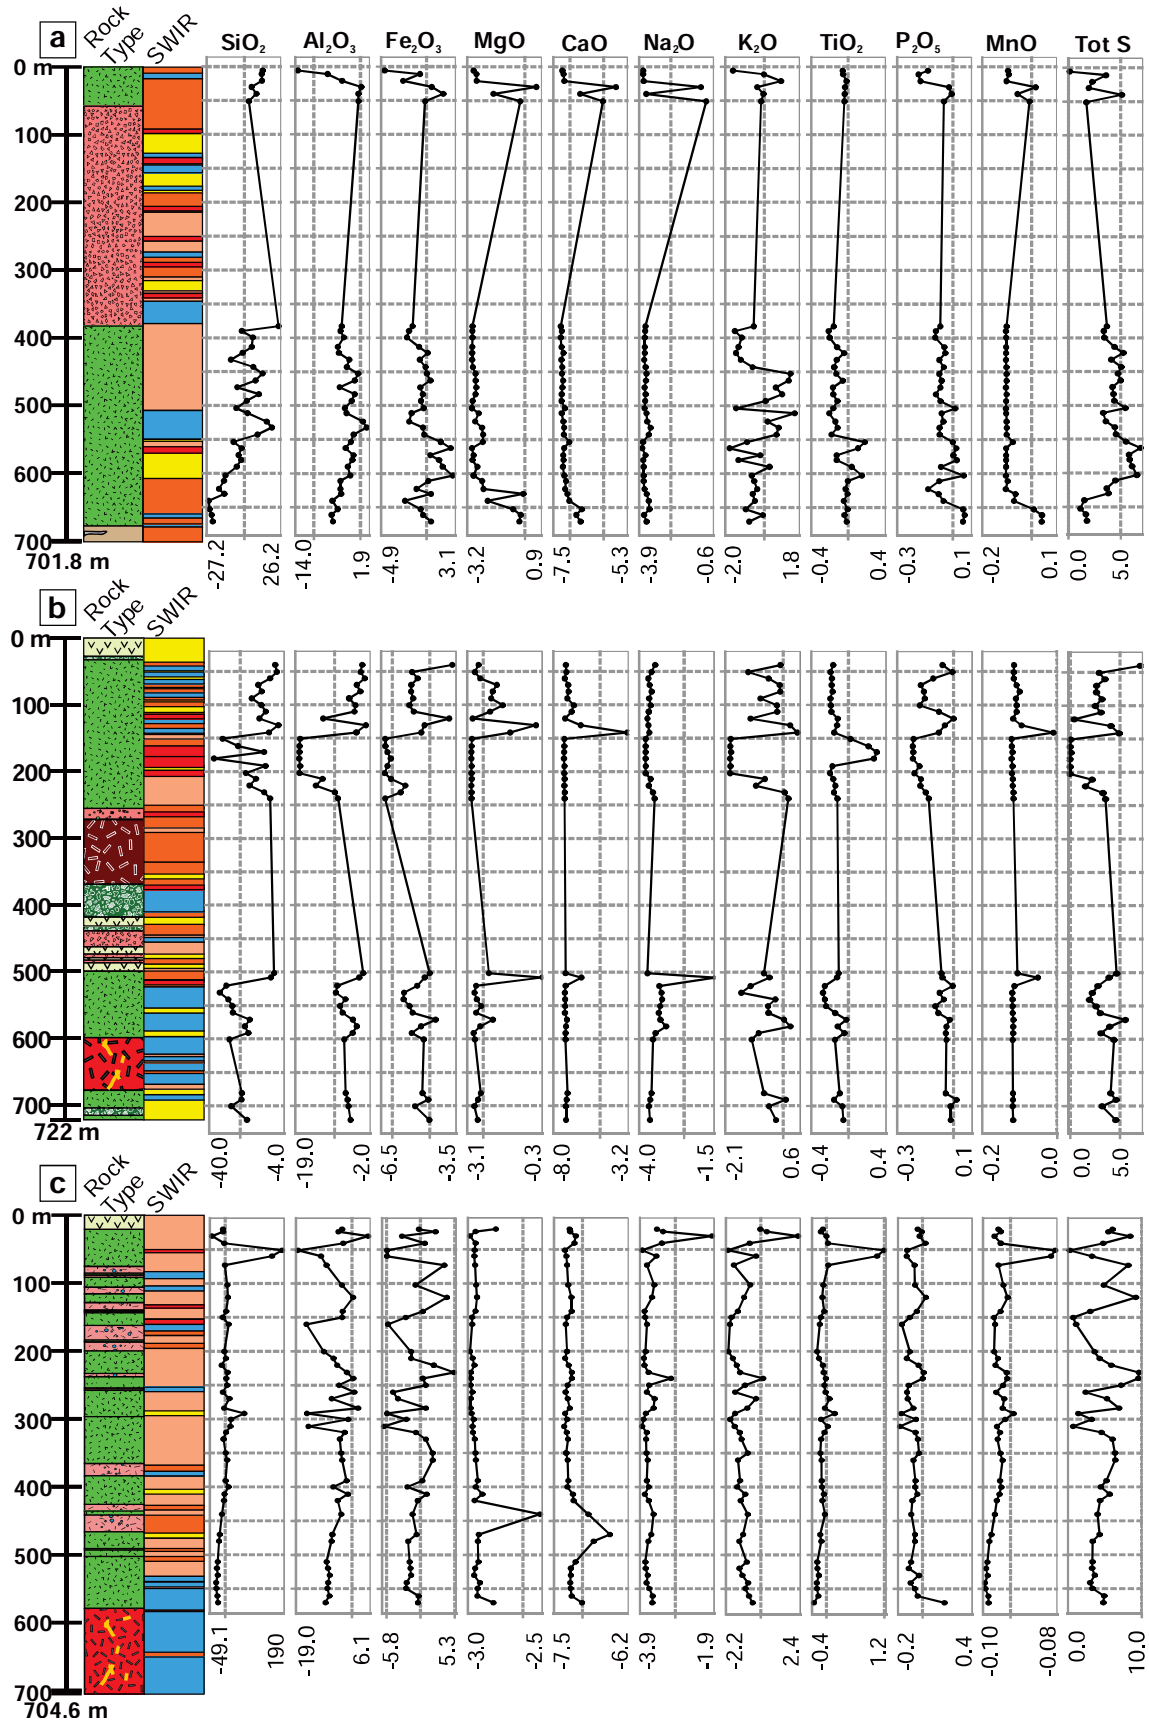 a Rock Type SWIR SiO₂ Al₂O₃ Fe₂O₃ MgO CaO Na₂O K₂O TiO₂ P₂O₅ MnO Tot S
0 m
100
200
300
400
500
600
700
701.8 m
-27.2 26.2 -14.0 1.9 -4.9 3.1 -3.2 0.9 -7.5 -5.3 -3.9 -0.6 -2.0 1.8 -0.4 0.4 -0.3 0.1 -0.2 0.1 0.0 5.0
b Rock Type SWIR
0 m
100
200
300
400
500
600
700
722 m
-40.0 -4.0 -19.0 -2.0 -6.5 -3.5 -3.1 -0.3 -8.0 -3.2 -4.0 -1.5 -2.1 0.6 -0.4 0.4 -0.3 0.1 -0.2 0.0 0.0 5.0
c Rock Type SWIR
0 m
100
200
300
400
500
600
700
704.6 m
-49.1 190 -19.0 6.1 -5.8 5.3 -3.0 -2.5 -7.5 -6.2 -3.9 -1.9 -2.2 2.4 -0.4 1.2 -0.2 0.4 -0.10 -0.08 0.0 10.0